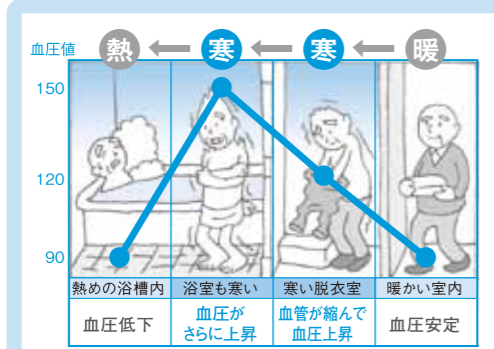 血圧値
熱 ← 寒 ← 寒 ← 暖
150
120
90
熱めの浴槽内 浴室も寒い 寒い脱衣室 暖かい室内
血圧低下 血圧が さらに上昇 血管が縮んで 血圧上昇 血圧安定